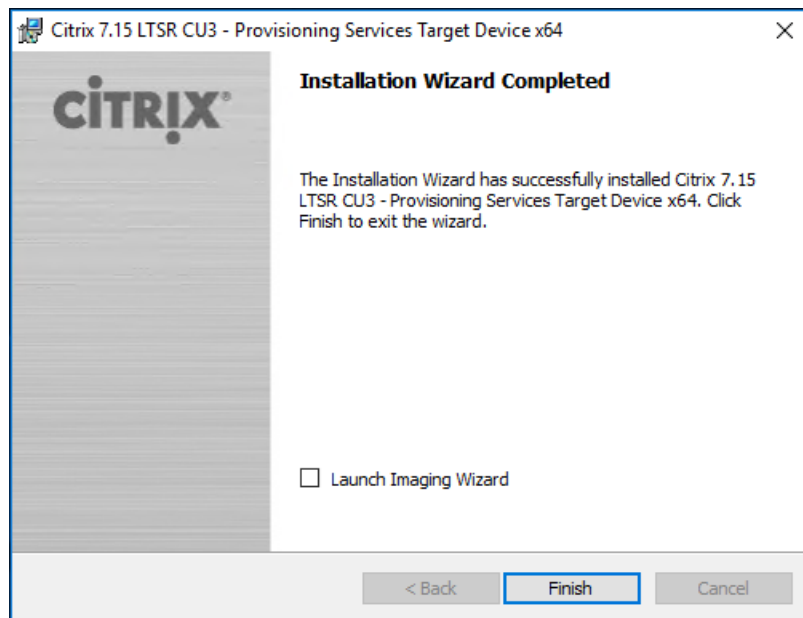 Citrix 7.15 LTSR CU3 - Provisioning Services Target Device x64
CİTRIX®
Installation Wizard Completed
The Installation Wizard has successfully installed Citrix 7.15
LTSR CU3 - Provisioning Services Target Device x64. Click
Finish to exit the wizard.
Launch Imaging Wizard
< Back
Finish
Cancel